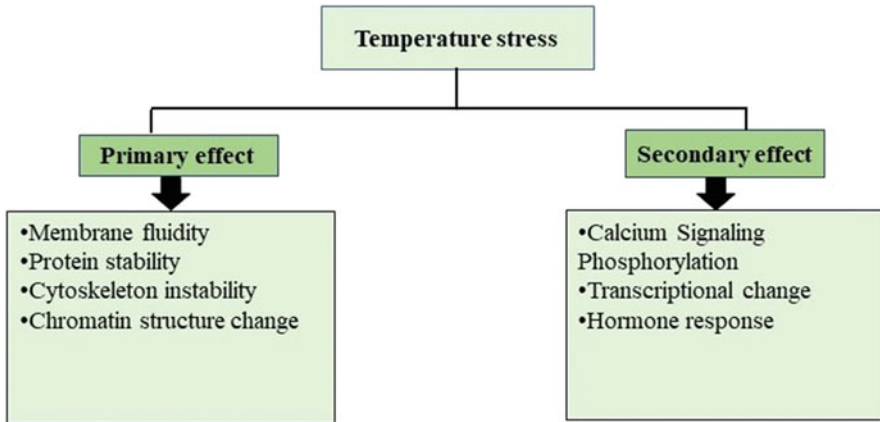 Temperature stress
Primary effect
•Membrane fluidity
•Protein stability
•Cytoskeleton instability
•Chromatin structure change
Secondary effect
•Calcium Signaling
Phosphorylation
•Transcriptional change
•Hormone response